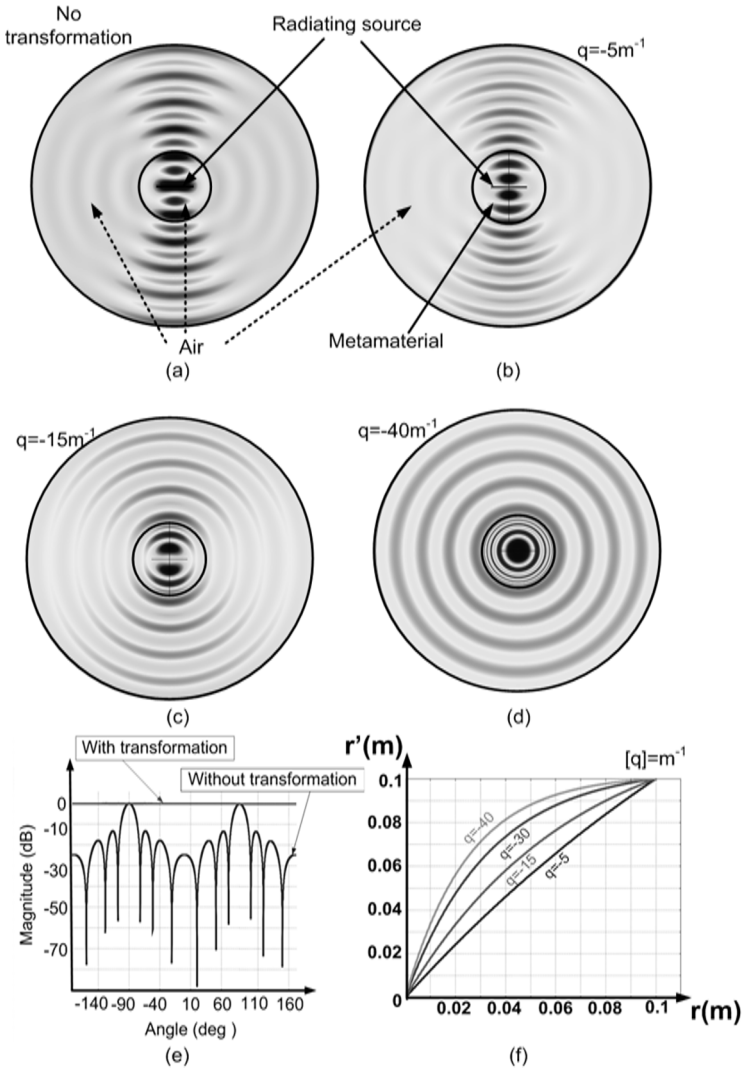 No
transformation
Radiating source
q=-5m⁻¹
Air
Metamaterial
(a)
(b)
q=-15m⁻¹
q=-40m⁻¹
(c)
(d)
With transformation
Without transformation
Magnitude (dB)
0
-10
-30
-50
-70
-140 -90 -40 10 60 110 160
Angle (deg )
(e)
r'(m)
[q]=m⁻¹
0.1
0.08
0.06
0.04
0.02
0
q=-40
q=-30
q=-15
q=-5
0.02 0.04 0.06 0.08 0.1
r(m)
(f)